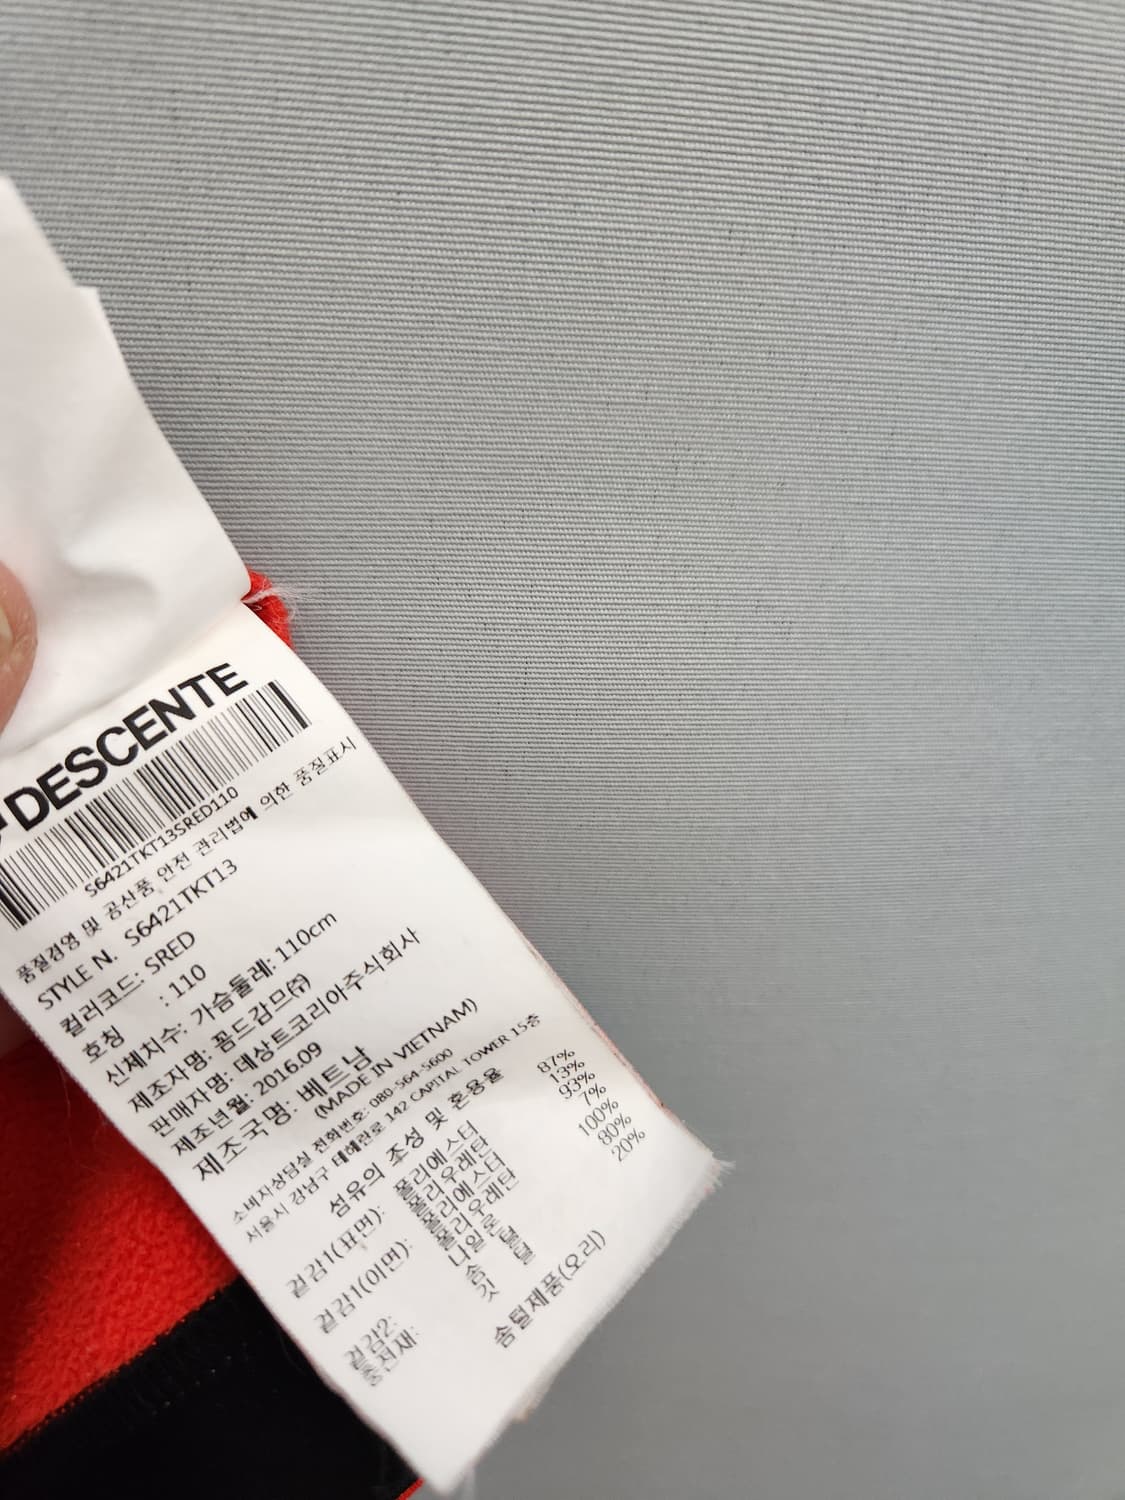 DESCENTE
S6421TKT13SRED110
품질경영 및 공산품 안전 관리법에 의한 품질표시
STYLE N. S6421TKT13
컬러코드: SRED
호칭 : 110
신체치수: 가슴둘레: 110cm
제조자명: 꼼드감므(주)
판매자명: 데상트코리아주식회사
제조년월: 2016.09
제조국명: 베트남
(MADE IN VIETNAM)
소비자상담실 전화번호: 080-564-5600
서울시 강남구 테헤란로 142 CAPITAL TOWER 15층
섬유의 조성 및 혼용율
겉감1(표면): 폴리에스터 87%
폴리우레탄 13%
겉감1(이면): 폴리에스터 93%
폴리우레탄 7%
겉감2: 나일론 100%
충전재: 솜털 80%
깃털 20%
솜털제품(오리)